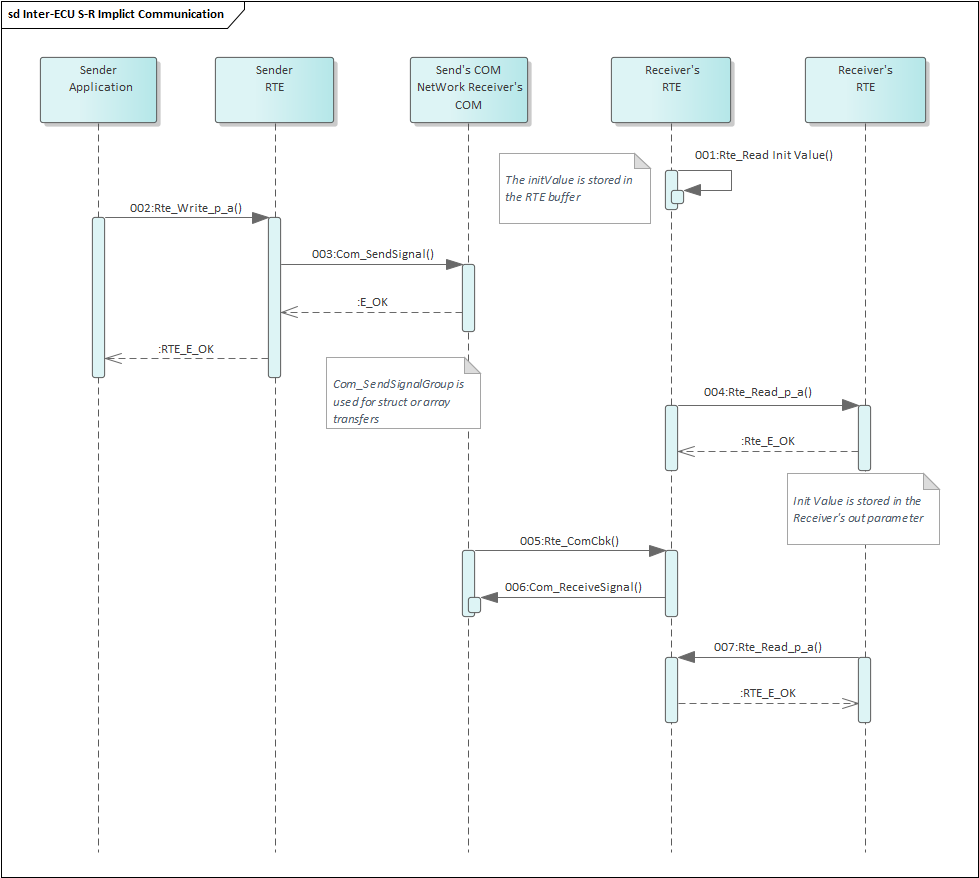 sd Inter-ECU S-R Implict Communication
Sender
Application
Sender
RTE
Send's COM
NetWork Receiver's
COM
Receiver's
RTE
Receiver's
RTE
001:Rte_Read Init Value()
The initValue is stored in
the RTE buffer
002:Rte_Write_p_a()
003:Com_SendSignal()
:E_OK
:RTE_E_OK
Com_SendSignalGroup is
used for struct or array
transfers
004:Rte_Read_p_a()
:Rte_E_OK
Init Value is stored in the
Receiver's out parameter
005:Rte_ComCbk()
006:Com_ReceiveSignal()
007:Rte_Read_p_a()
:RTE_E_OK